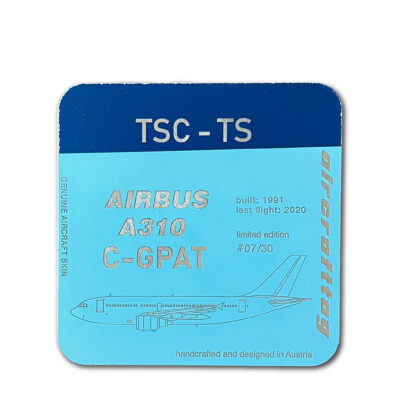 TSC - TS
AIRBUS
A310
C-GPAT
built: 1991
last flight: 2020
limited edition
#07/30
GENUINE AIRCRAFT SKIN
aircrafttag
handcrafted and designed in Austria